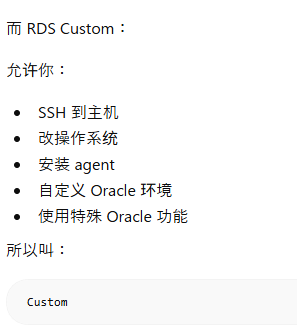 而 RDS Custom：
允许你：
• SSH 到主机
• 改操作系统
• 安装 agent
• 自定义 Oracle 环境
• 使用特殊 Oracle 功能
所以叫：
Custom